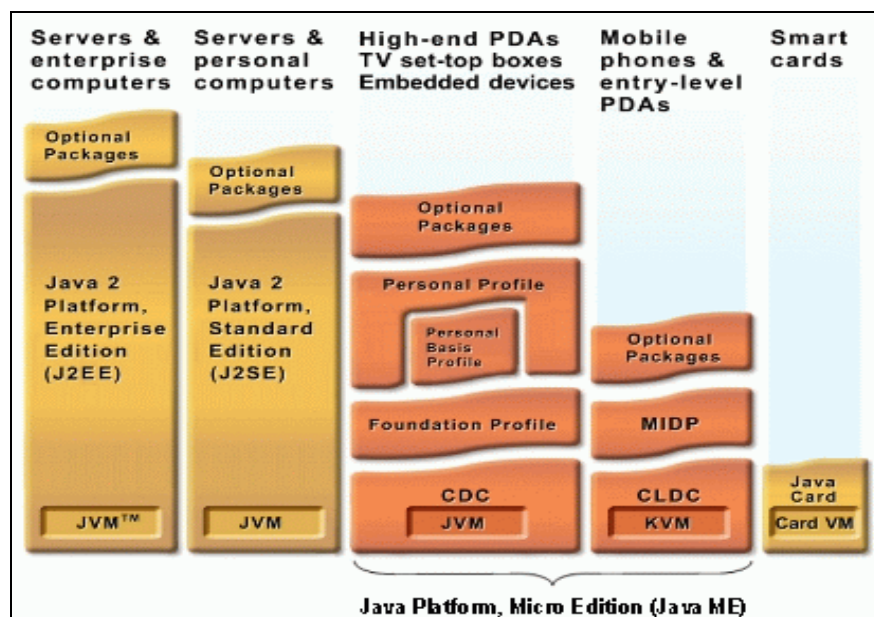 Servers &
enterprise
computers
Servers &
personal
computers
High-end PDAs
TV set-top boxes
Embedded devices
Mobile
phones &
entry-level
PDAs
Smart
cards
Optional
Packages
Java 2
Platform,
Enterprise
Edition
(J2EE)
JVM™
Optional
Packages
Java 2
Platform,
Standard
Edition
(J2SE)
JVM
Optional
Packages
Personal Profile
Personal
Basis
Profile
Foundation Profile
CDC
JVM
Optional
Packages
MIDP
CLDC
KVM
Java
Card
Card VM
Java Platform, Micro Edition (Java ME)